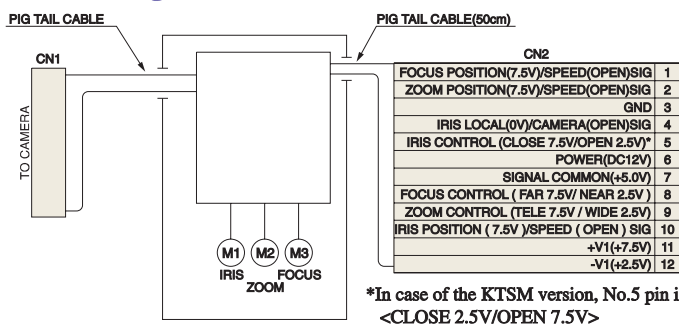 PIG TAIL CABLE
PIG TAIL CABLE(50cm)
CN1
TO CAMERA
M1
M2
M3
IRIS
ZOOM
FOCUS
CN2
FOCUS POSITION(7.5V)/SPEED(OPEN)SIG 1
ZOOM POSITION(7.5V)/SPEED(OPEN)SIG 2
GND 3
IRIS LOCAL(0V)/CAMERA(OPEN)SIG 4
IRIS CONTROL (CLOSE 7.5V/OPEN 2.5V)* 5
POWER(DC12V) 6
SIGNAL COMMON(+5.0V) 7
FOCUS CONTROL ( FAR 7.5V/ NEAR 2.5V ) 8
ZOOM CONTROL (TELE 7.5V / WIDE 2.5V) 9
IRIS POSITION ( 7.5V )/SPEED ( OPEN ) SIG 10
+V1(+7.5V) 11
-V1(+2.5V) 12
*In case of the KTSM version, No.5 pin i
<CLOSE 2.5V/OPEN 7.5V>